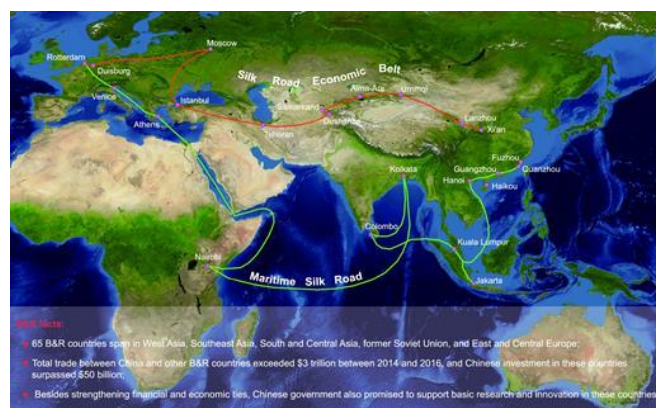 Moscow
Rotterdam
Duisburg
Silk Road Economic Belt
Venice
Alma-Ata
Urumqi
Istanbul
Samarkand
Lanzhou
Athens
Dushanbe
Xi'an
Teheran
Fuzhou
Kolkata
Guangzhou
Quanzhou
Hanoi
Haikou
Colombo
Kuala Lumpur
Nairobi
Maritime Silk Road
Jakarta
B&R facts:
65 B&R countries span in West Asia, Southeast Asia, South and Central Asia, former Soviet Union, and East and Central Europe;
Total trade between China and other B&R countries exceeded $3 trillion between 2014 and 2016, and Chinese investment in these countries
surpassed $50 billion;
Besides strengthening financial and economic ties, Chinese government also promised to support basic research and innovation in these countries